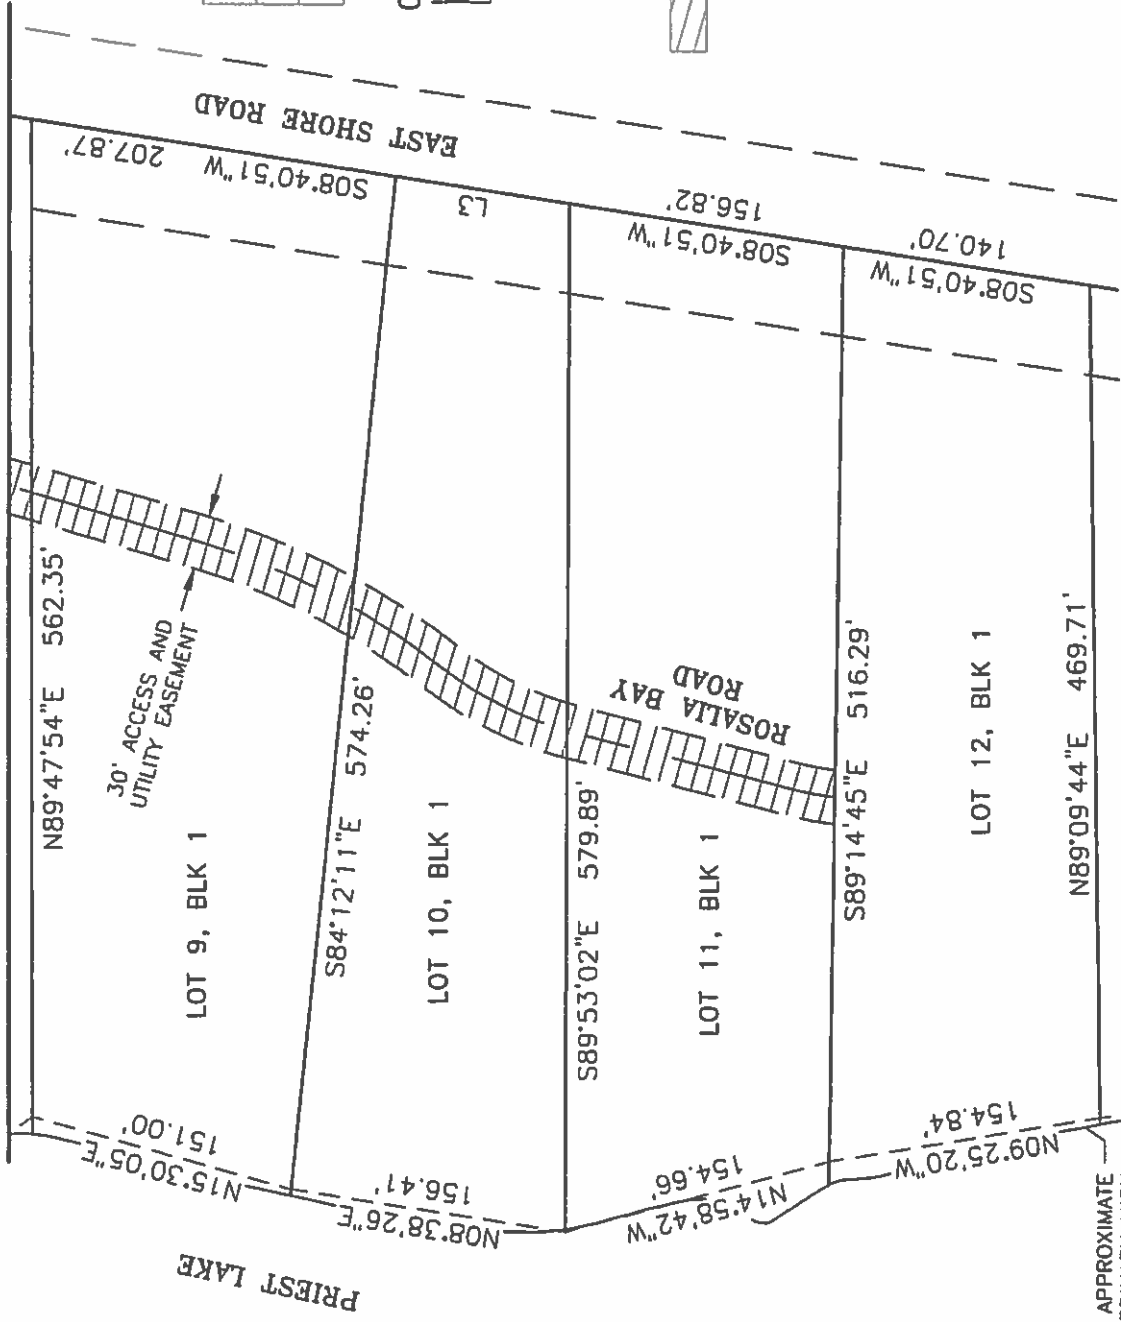 EAST SHORE ROAD
207.87'
S08°40'51"W
L3
156.82'
S08°40'51"W
140.70'
S08°40'51"W
N89°47'54"E 562.35'
30' ACCESS AND
UTILITY EASEMENT
LOT 9, BLK 1
S84°12'11"E 574.26'
LOT 10, BLK 1
ROSALIA BAY
ROAD
S89°53'02"E 579.89'
LOT 11, BLK 1
S89°14'45"E 516.29'
LOT 12, BLK 1
N89°09'44"E 469.71'
151.00'
N15°30'05"E
156.41'
N08°38'26"E
154.66'
N14°58'42"W
154.84'
N09°25'20"W
PRIEST LAKE
APPROXIMATE